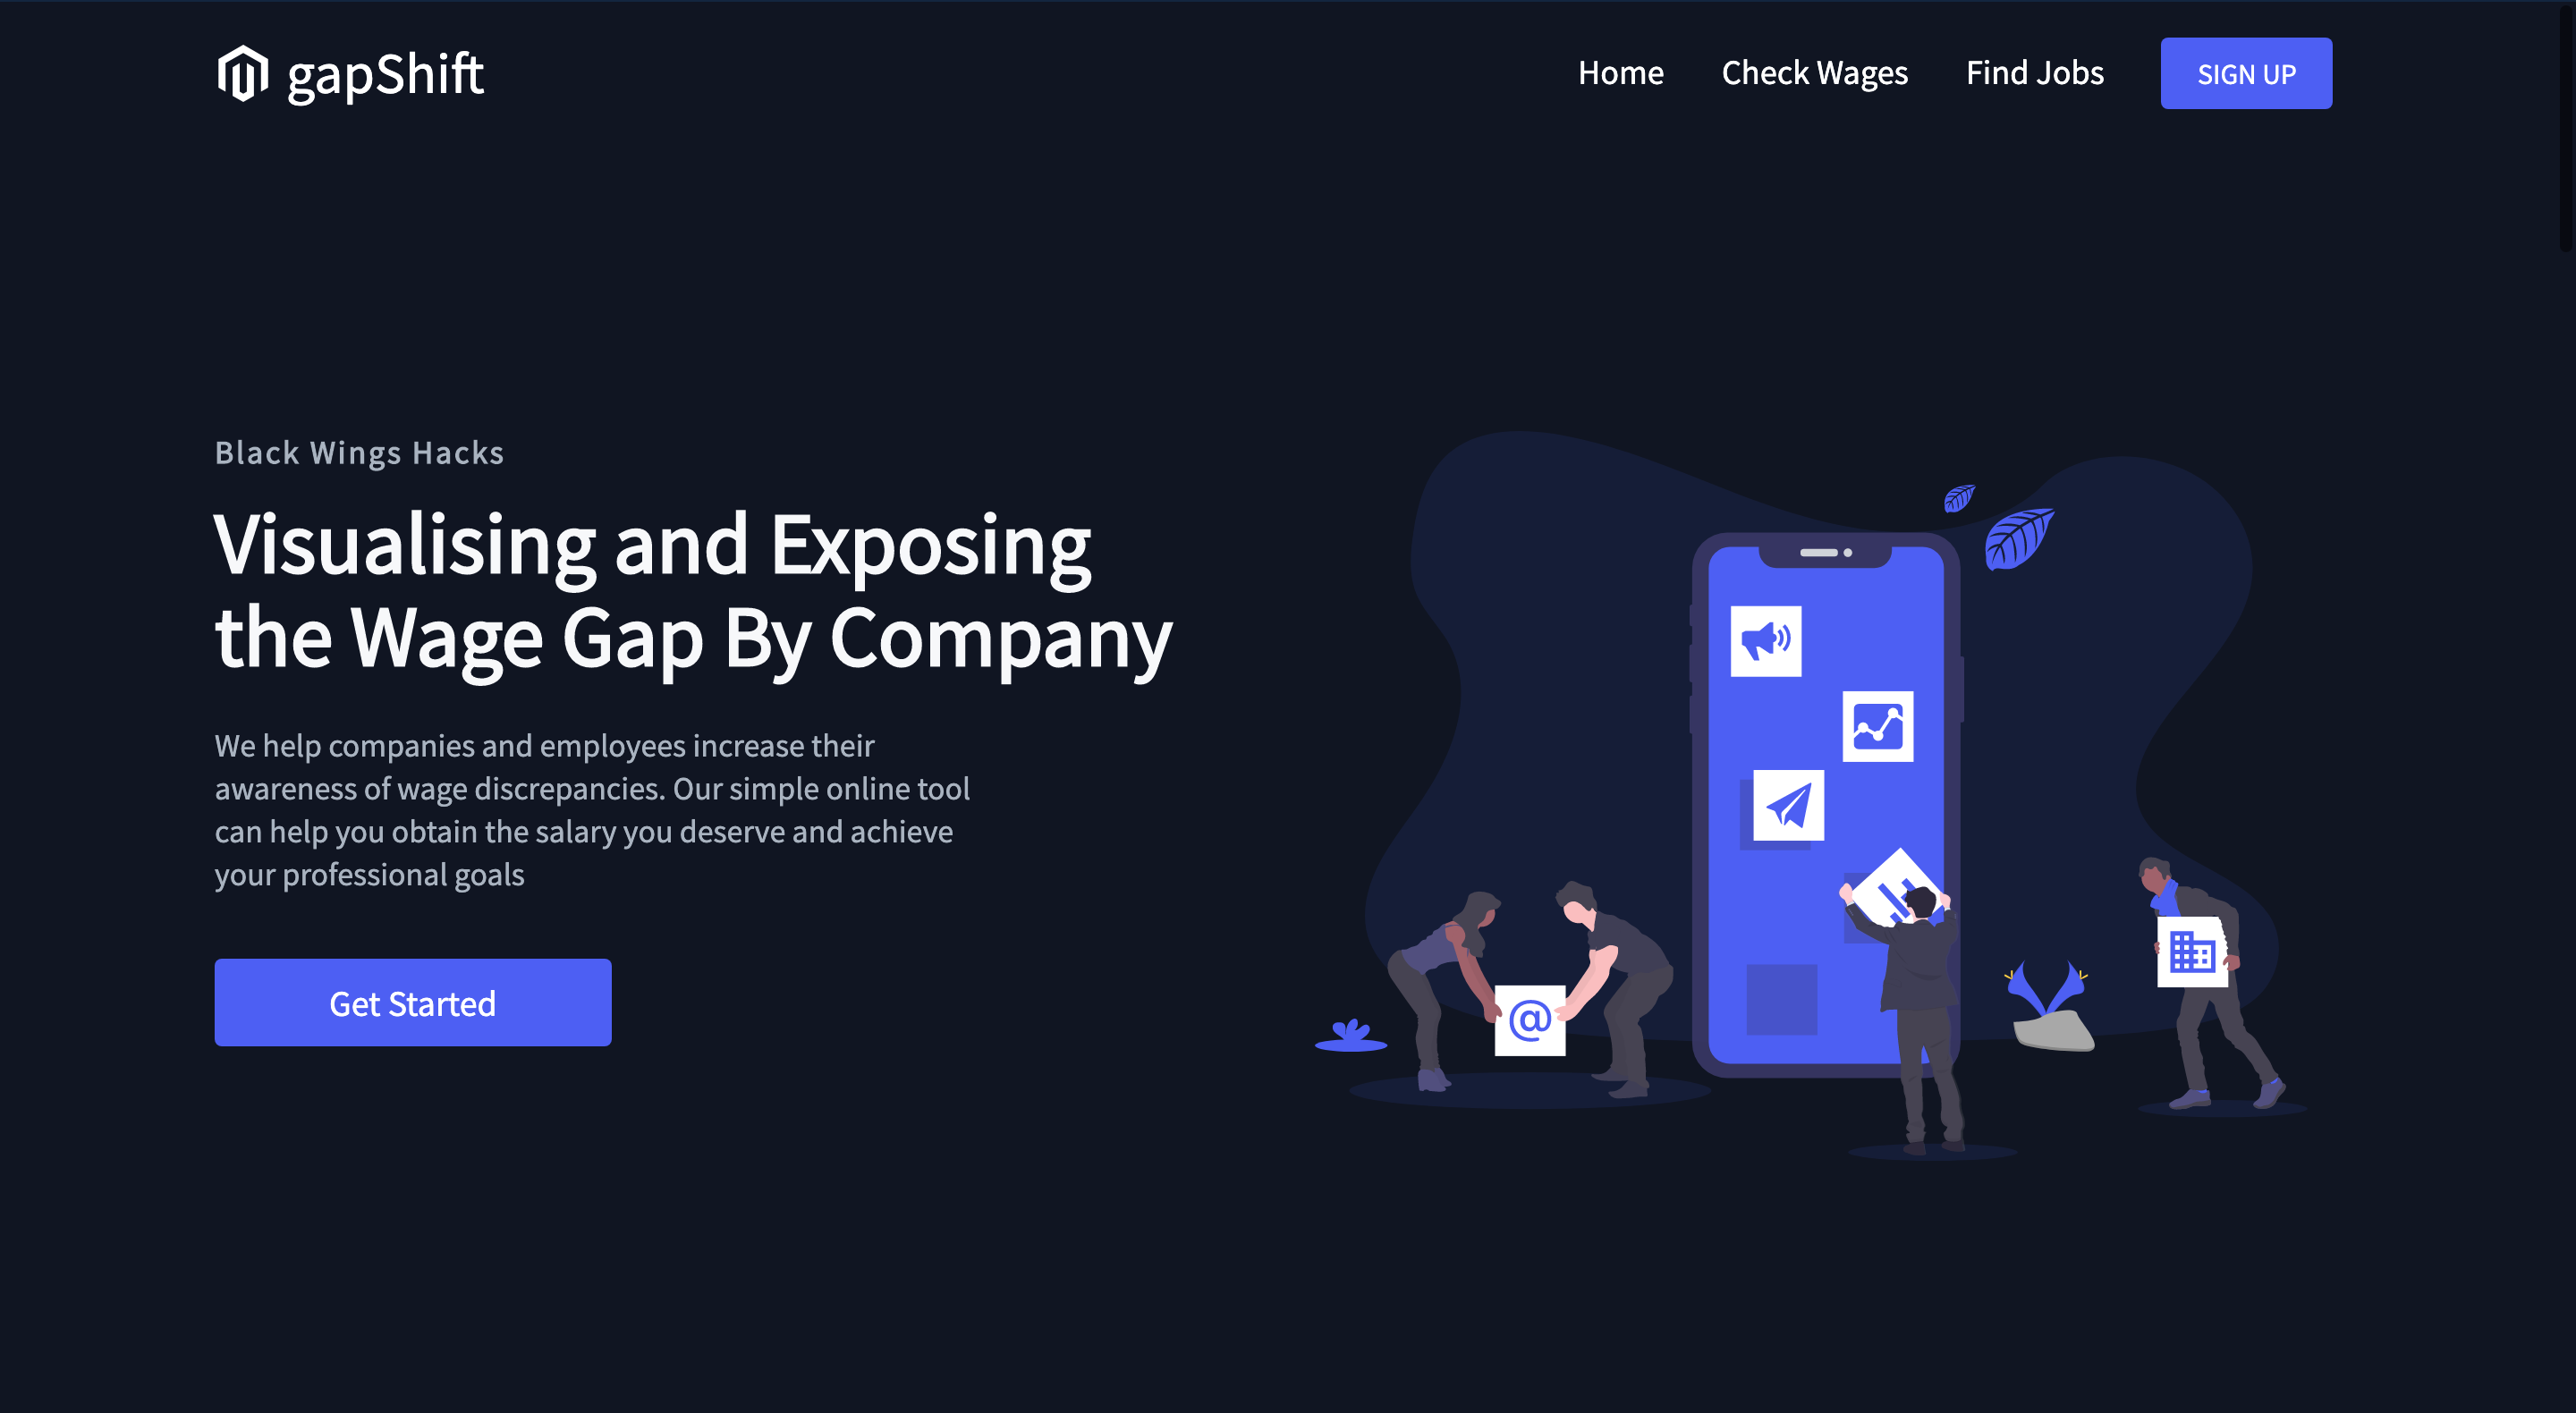 gapShift
Home
Check Wages
Find Jobs
SIGN UP
Black Wings Hacks
Visualising and Exposing
the Wage Gap By Company
We help companies and employees increase their
awareness of wage discrepancies. Our simple online tool
can help you obtain the salary you deserve and achieve
your professional goals
Get Started
@